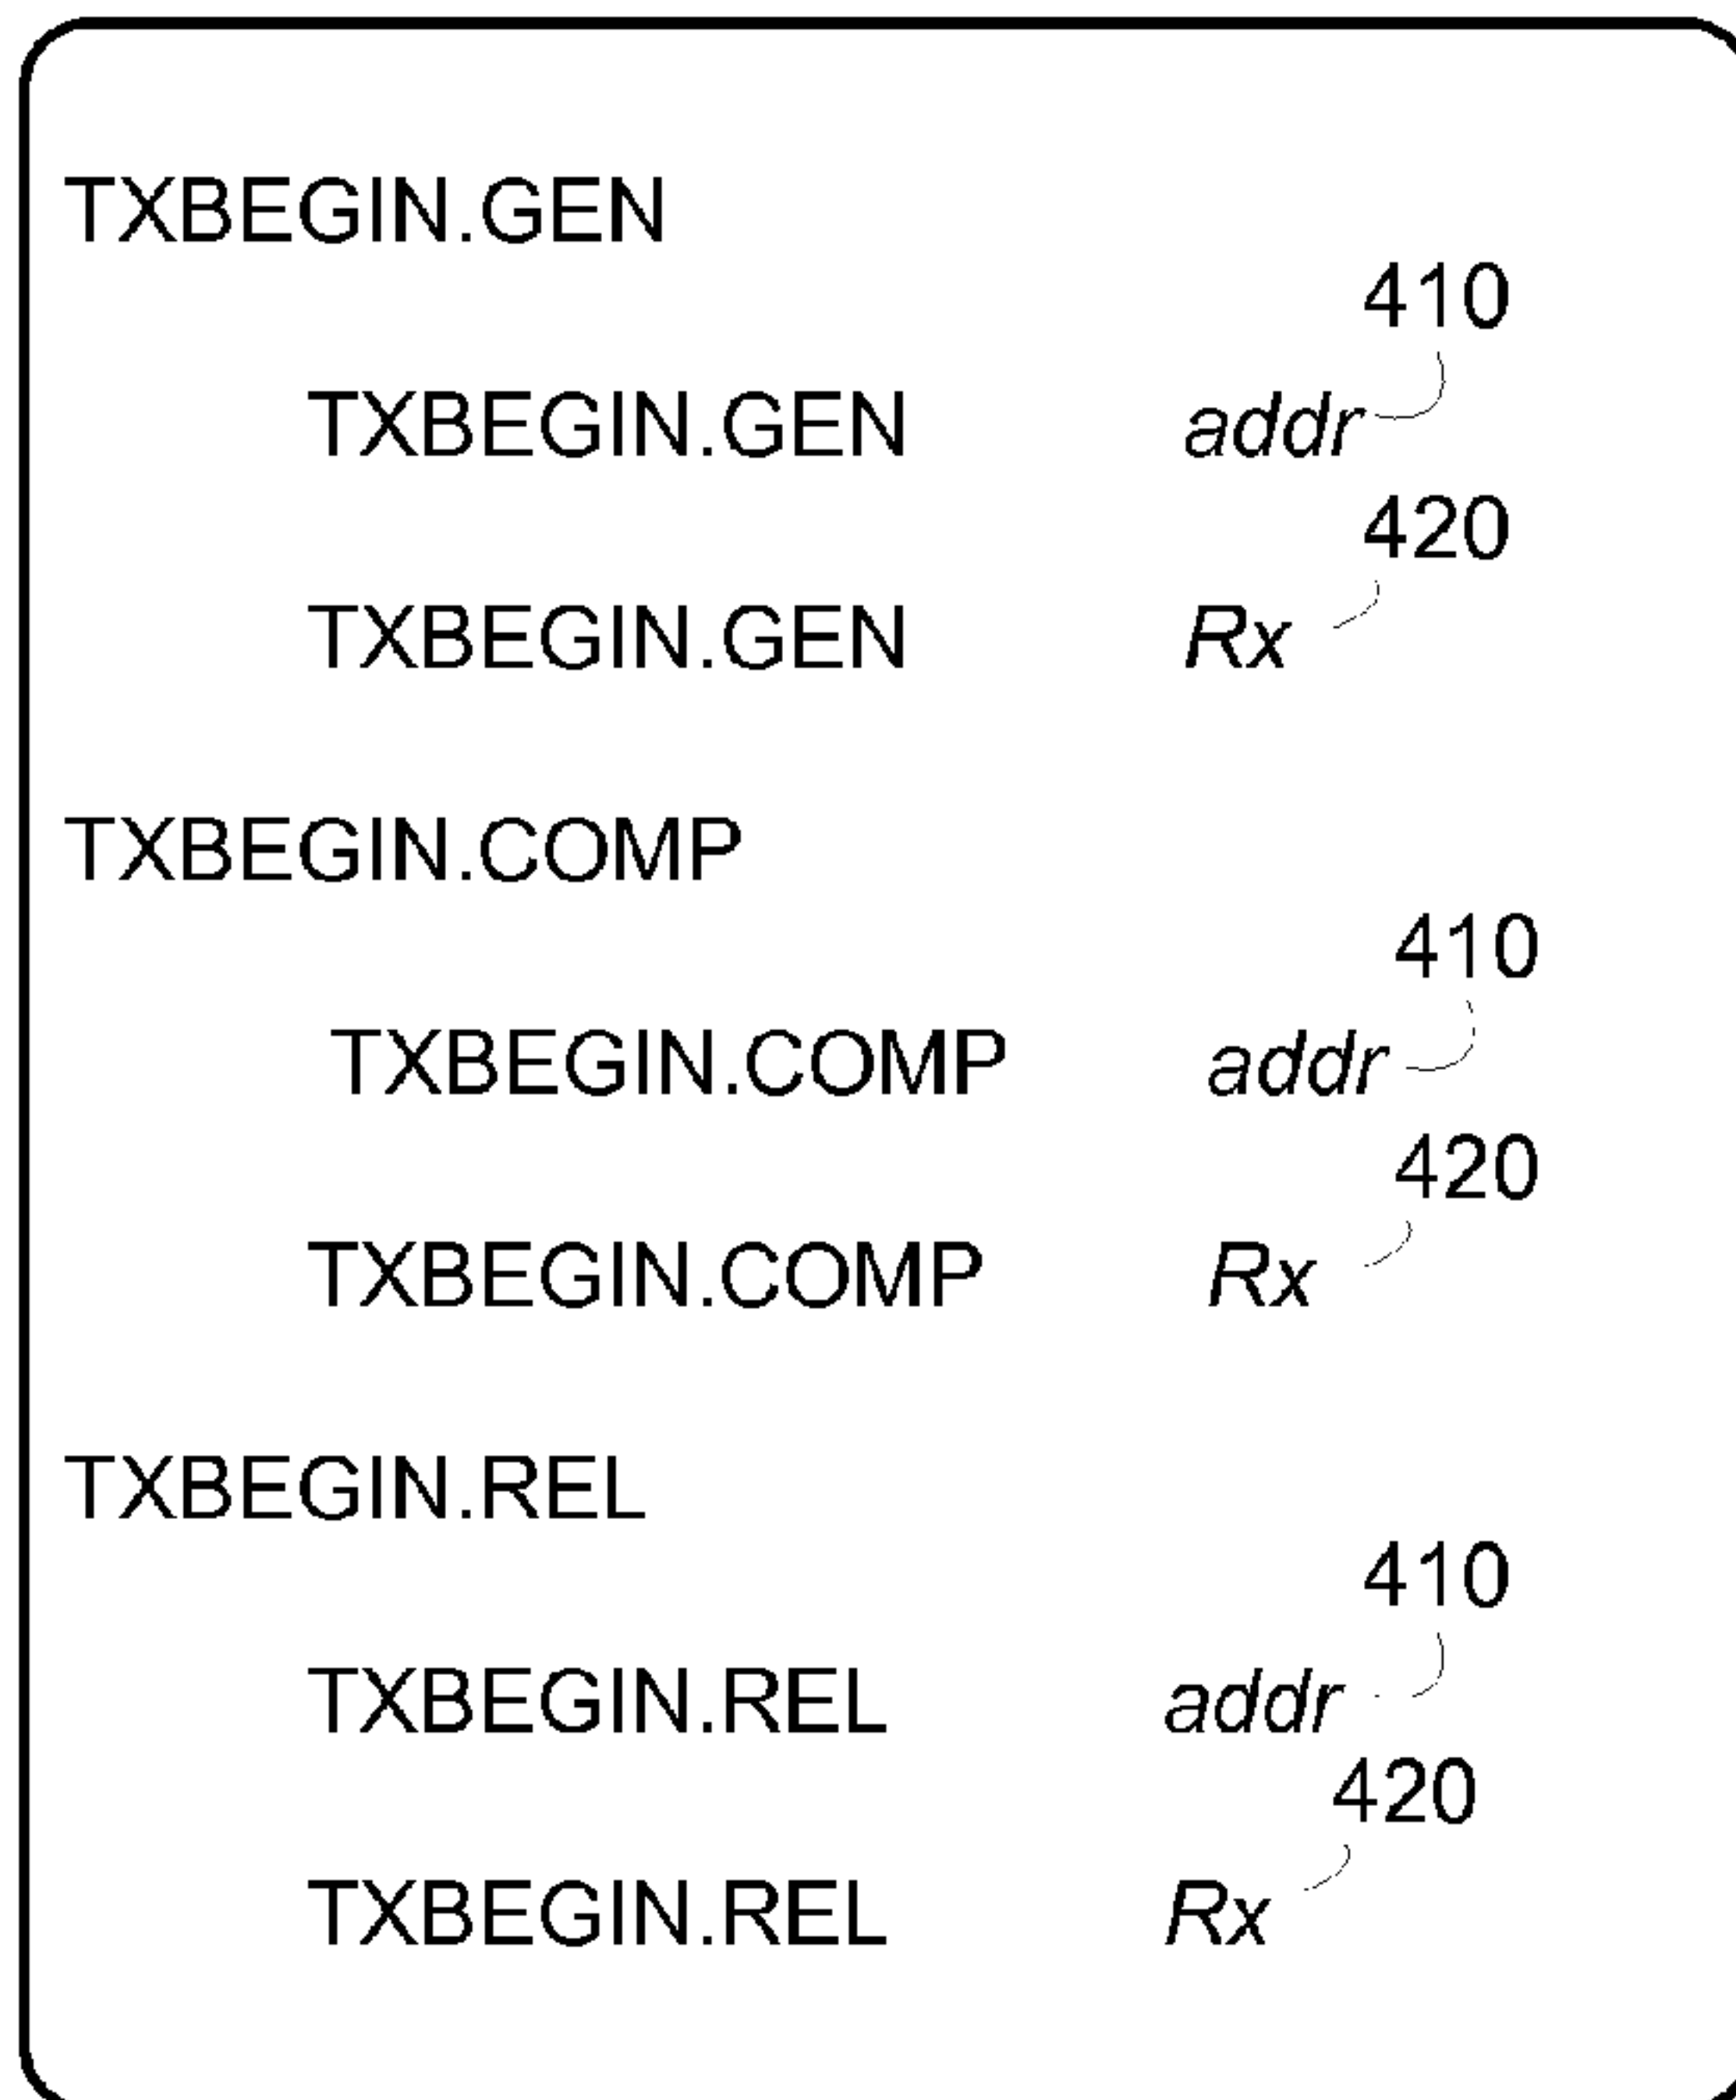 TXBEGIN.GEN
410
TXBEGIN.GEN addr
420
TXBEGIN.GEN Rx
TXBEGIN.COMP
410
TXBEGIN.COMP addr
420
TXBEGIN.COMP Rx
TXBEGIN.REL
410
TXBEGIN.REL addr
420
TXBEGIN.REL Rx